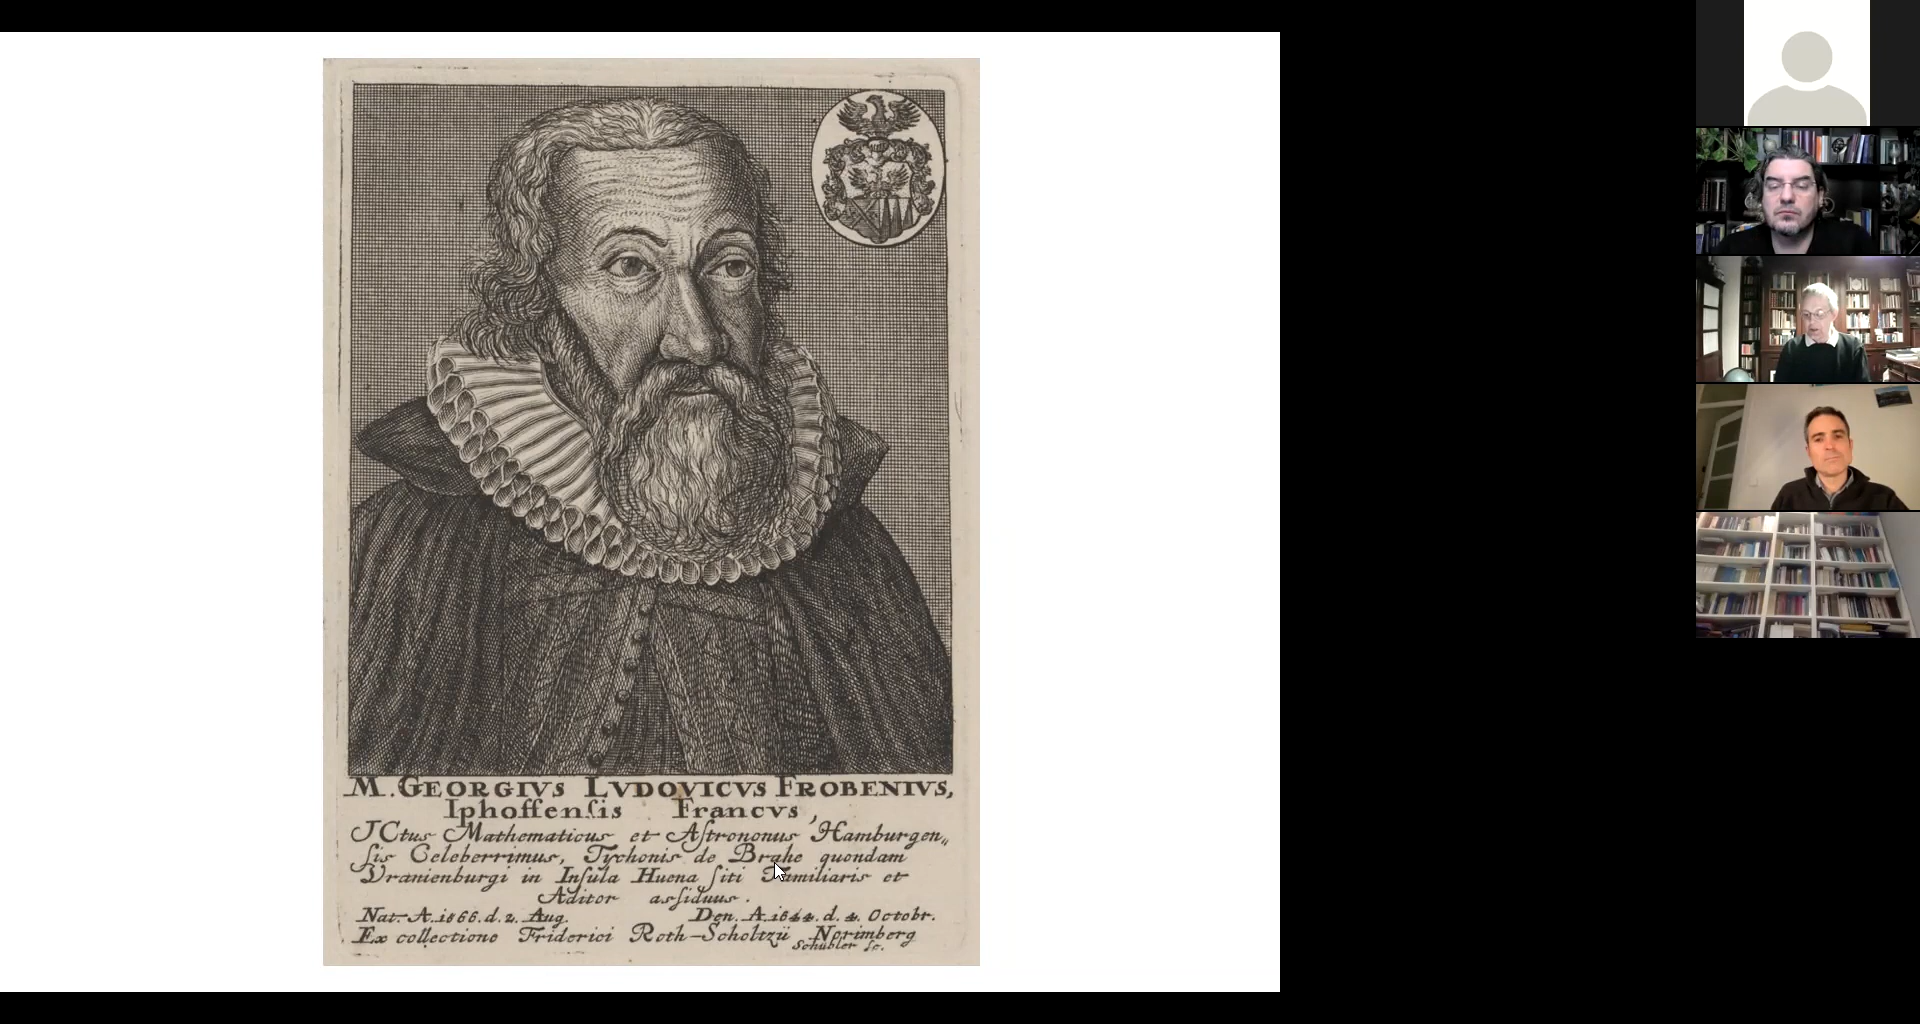 M. GEORGIVS LVDOVICVS FROBENIVS,
Iphoffenſis Francvs,
JCtus Mathematicus et Aſtrononus Hamburgen„
ſis Celeberrimus, Tychonis de Brahe quondam
Vranienburgi in Inſula Huena ſiti Familiaris et
Aditor asſiduus.
Nat. A. 1566. d. 2. Aug. Den. A. 1644. d. 4. Octobr.
Ex collectione Friderici Roth-Scholtzii Norimberg
Schübler ſc.